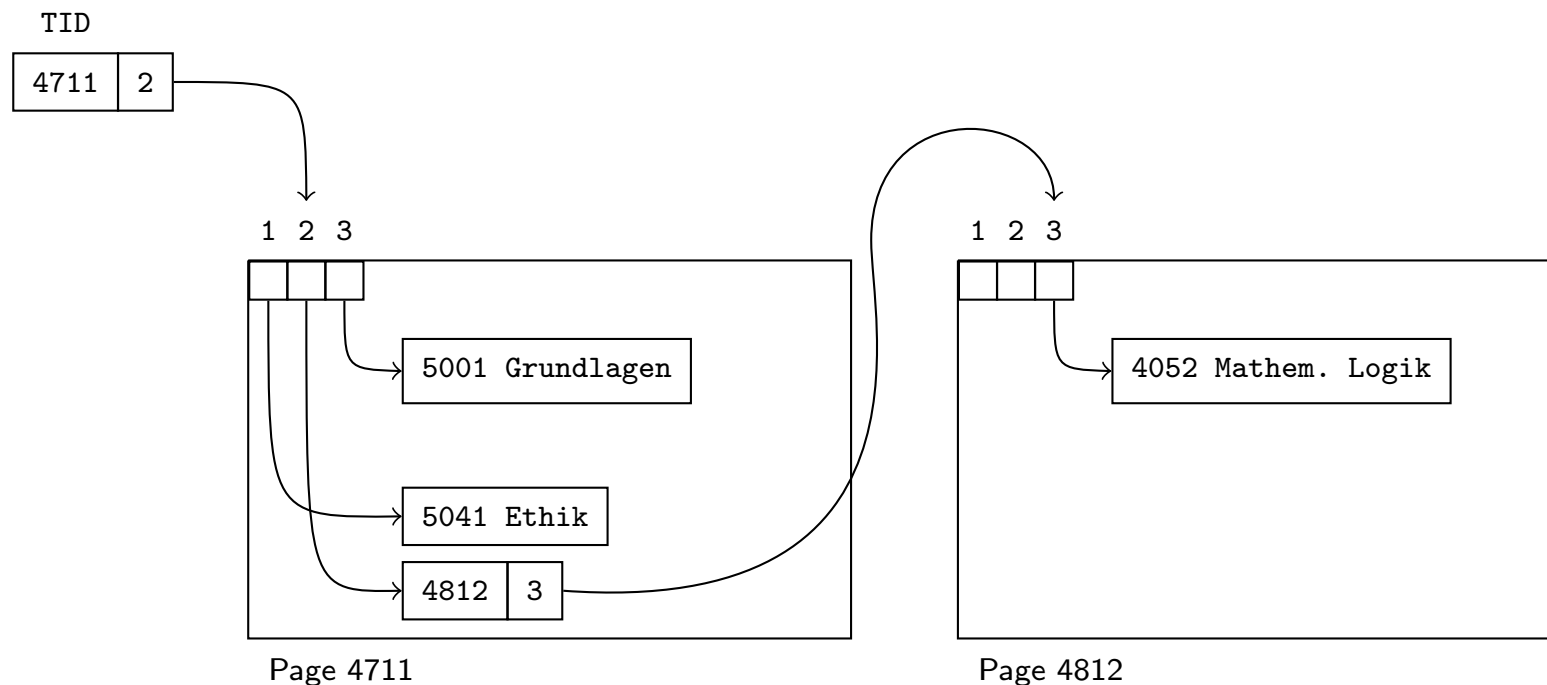 TID
4711 2
1 2 3
1 2 3
5001 Grundlagen
4052 Mathem. Logik
5041 Ethik
4812 3
Page 4711
Page 4812